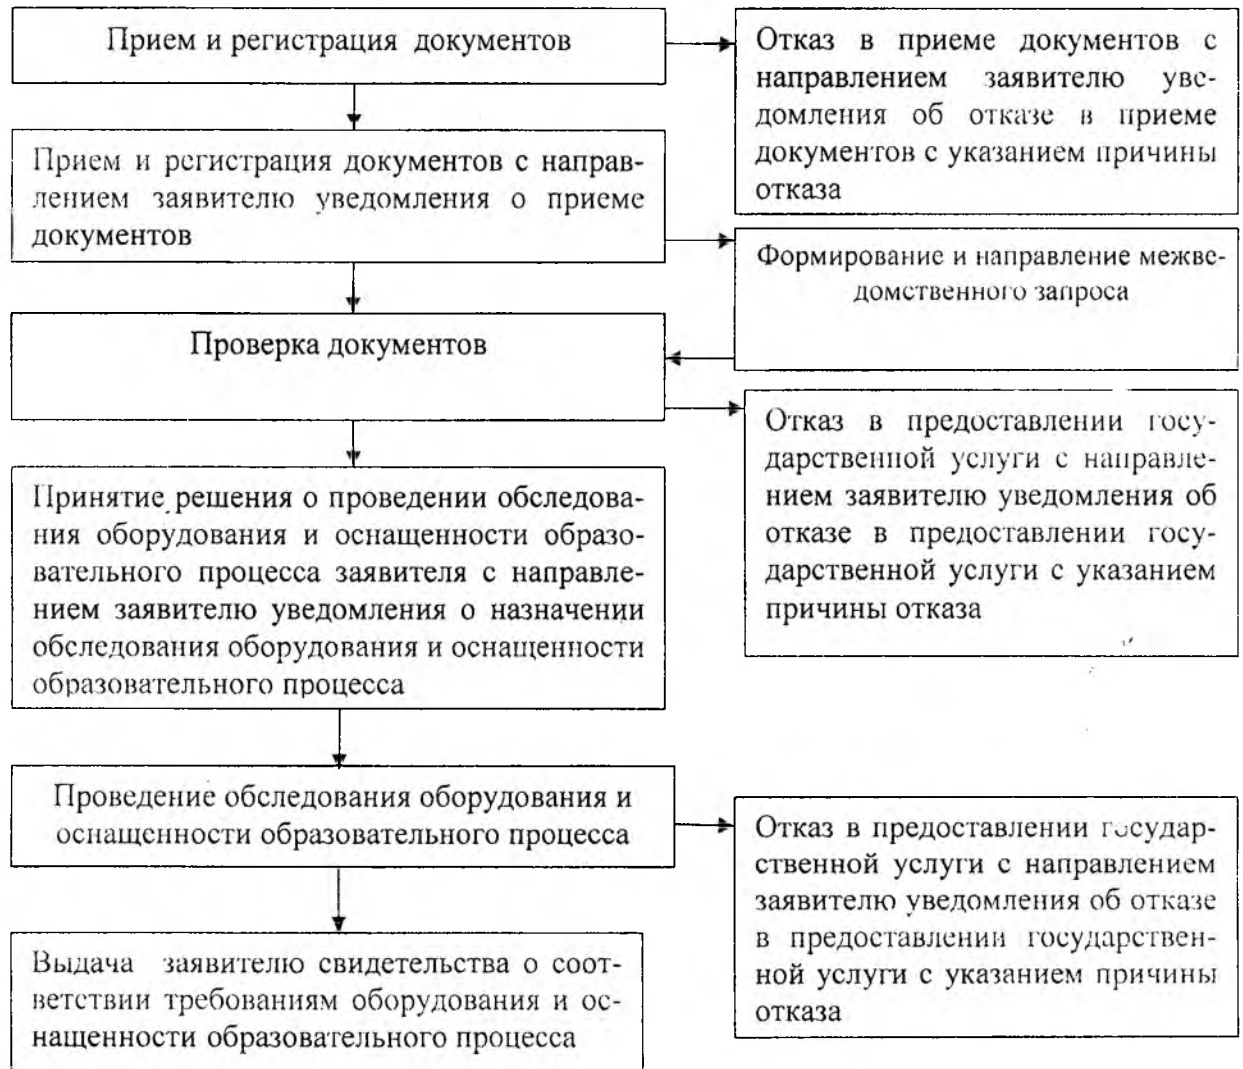 Прием и регистрация документов
Отказ в приеме документов с
направлением заявителю уве-
домления об отказе в приеме
документов с указанием причины
отказа
Прием и регистрация документов с направ-
лением заявителю уведомления о приеме
документов
Формирование и направление межве-
домственного запроса
Проверка документов
Отказ в предоставлении госу-
дарственной услуги с направле-
нием заявителю уведомления об
отказе в предоставлении госу-
дарственной услуги с указанием
причины отказа
Принятие решения о проведении обследова-
ния оборудования и оснащенности образо-
вательного процесса заявителя с направле-
нием заявителю уведомления о назначении
обследования оборудования и оснащенности
образовательного процесса
Проведение обследования оборудования и
оснащенности образовательного процесса
Отказ в предоставлении государ-
ственной услуги с направлением
заявителю уведомления об отказе
в предоставлении государствен-
ной услуги с указанием причины
отказа
Выдача заявителю свидетельства о соот-
ветствии требованиям оборудования и ос-
нащенности образовательного процесса